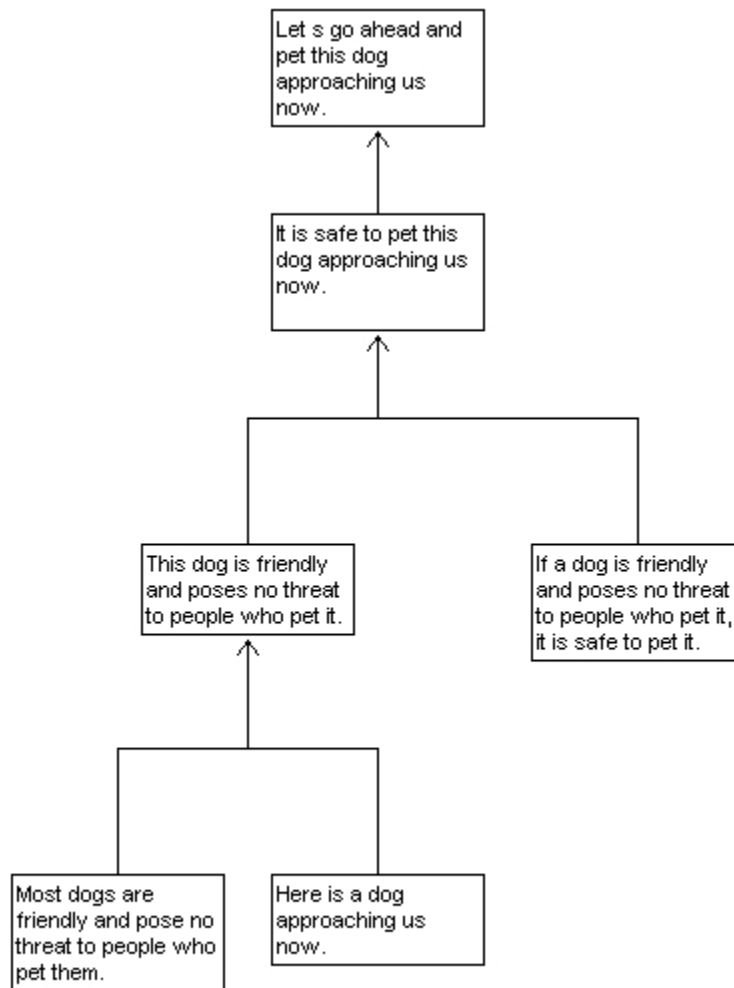 Let s go ahead and
pet this dog
approaching us
now.
It is safe to pet this
dog approaching us
now.
This dog is friendly
and poses no threat
to people who pet it.
If a dog is friendly
and poses no threat
to people who pet it,
it is safe to pet it.
Most dogs are
friendly and pose no
threat to people who
pet them.
Here is a dog
approaching us
now.